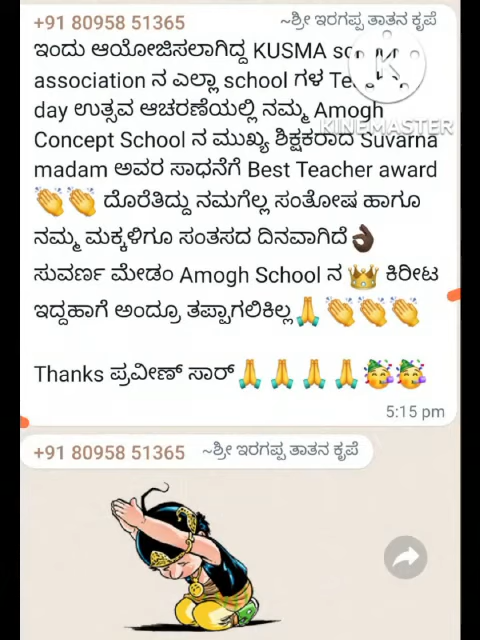 +91 80958 51365 ~ಶ್ರೀ ಇರಗಪ್ಪ ತಾತನ ಕೃಪೆ
ಇಂದು ಆಯೋಜಿಸಲಾಗಿದ್ದ KUSMA
association ನ ಎಲ್ಲಾ school ಗಳ
day ಉತ್ಸವ ಆಚರಣೆಯಲ್ಲಿ ನಮ್ಮ Amogh
KINEMASTER
Concept School ನ ಮುಖ್ಯ ಶಿಕ್ಷಕರಾದ Suvarna
madam ಅವರ ಸಾಧನೆಗೆ Best Teacher award
👏👏 ದೊರೆತಿದ್ದು ನಮಗೆಲ್ಲ ಸಂತೋಷ ಹಾಗೂ
ನಮ್ಮ ಮಕ್ಕಳಿಗೂ ಸಂತಸದ ದಿನವಾಗಿದೆ👌🏿
ಸುವರ್ಣ ಮೇಡಂ Amogh School ನ 👑 ಕಿರೀಟ
ಇದ್ದಹಾಗೆ ಅಂದ್ರೂ ತಪ್ಪಾಗಲಿಕಿಲ್ಲ🙏👏👏👏
Thanks ಪ್ರವೀಣ್ ಸಾರ್🙏🙏🙏🙏🥳🥳
5:15 pm
+91 80958 51365 ~ಶ್ರೀ ಇರಗಪ್ಪ ತಾತನ ಕೃಪೆ